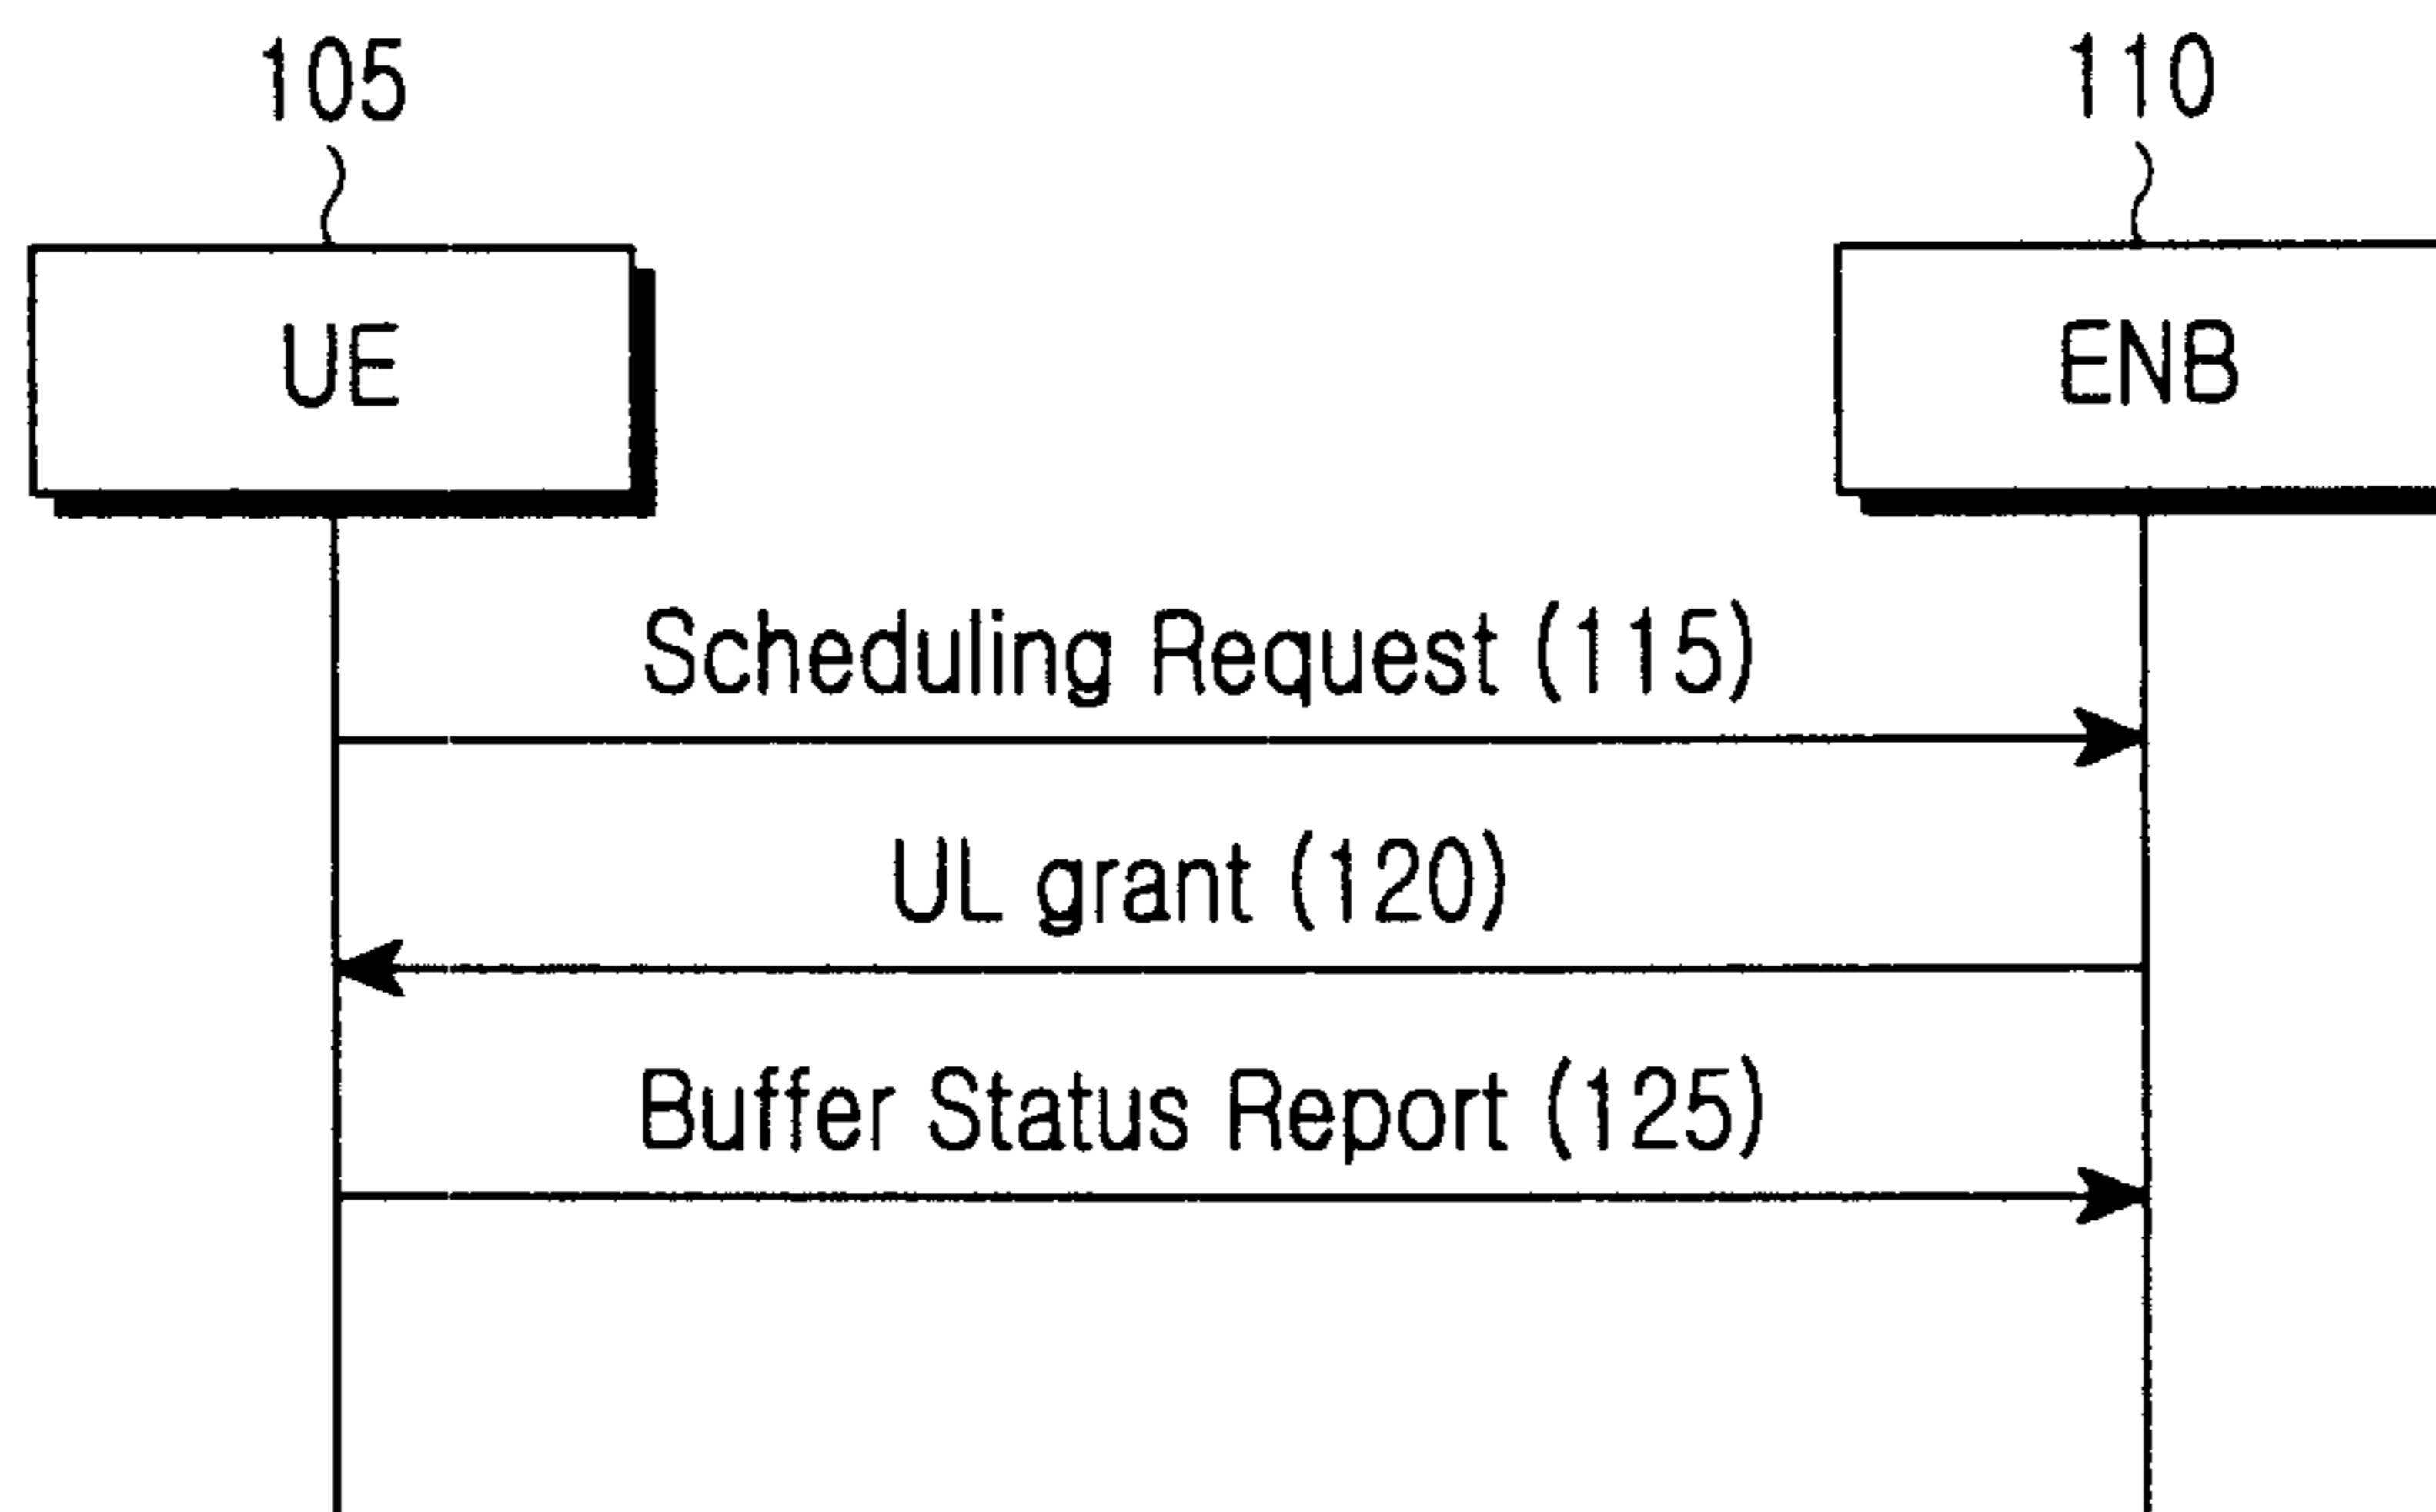 105
110
UE
ENB
Scheduling Request (115)
UL grant (120)
Buffer Status Report (125)